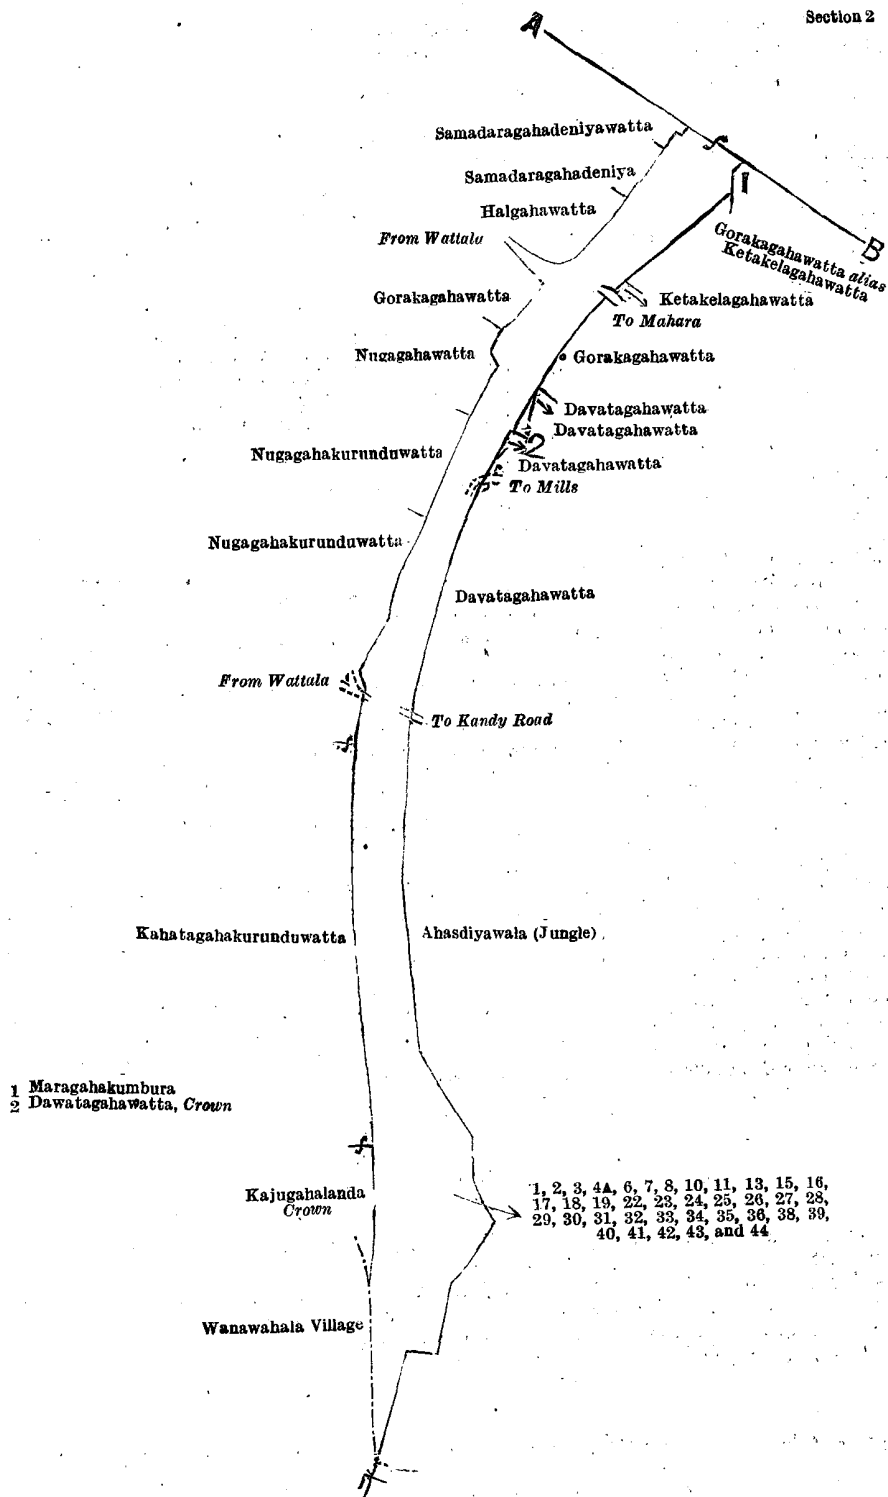 Section 2
A
Samadaragahadeniyawatta
Samadaragahadeniya
1
Halgahawatta
B
From Wattala
Gorakagahawatta alias
Ketakelagahawatta
Gorakagahawatta
Ketakelagahawatta
To Mahara
Nugagahawatta
Gorakagahawatta
Davatagahawatta
Davatagahawatta
2
Nugagahakurunduwatta
Davatagahawatta
To Mills
Nugagahakurunduwatta
Davatagahawatta
From Wattala
To Kandy Road
Kahatagahakurunduwatta
Ahasdiyawala (Jungle)
1 Maragahakumbura
2 Dawatagahawatta, Crown
Kajugahalanda
Crown
1, 2, 3, 4A, 6, 7, 8, 10, 11, 13, 15, 16,
17, 18, 19, 22, 23, 24, 25, 26, 27, 28,
29, 30, 31, 32, 33, 34, 35, 36, 38, 39,
40, 41, 42, 43, and 44
Wanawahala Village